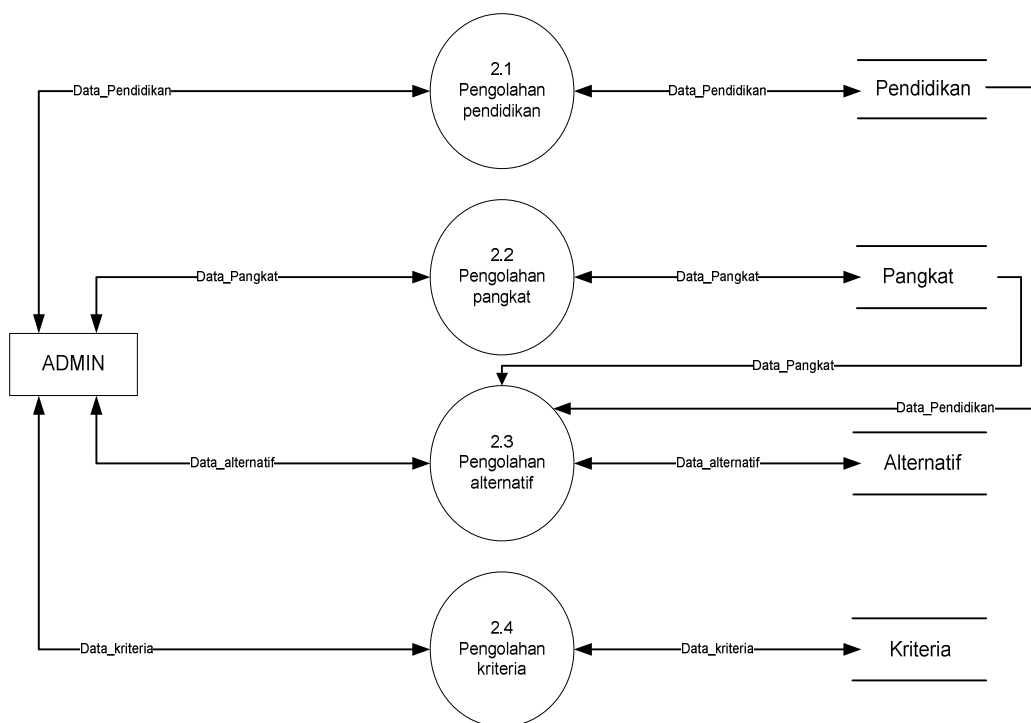 2.1
Pengolahan
pendidikan
Data_Pendidikan
Data_Pendidikan
Pendidikan
2.2
Pengolahan
pangkat
Data_Pangkat
Data_Pangkat
Pangkat
ADMIN
Data_Pangkat
Data_Pendidikan
2.3
Pengolahan
alternatif
Data_alternatif
Data_alternatif
Alternatif
2.4
Pengolahan
kriteria
Data_kriteria
Data_kriteria
Kriteria